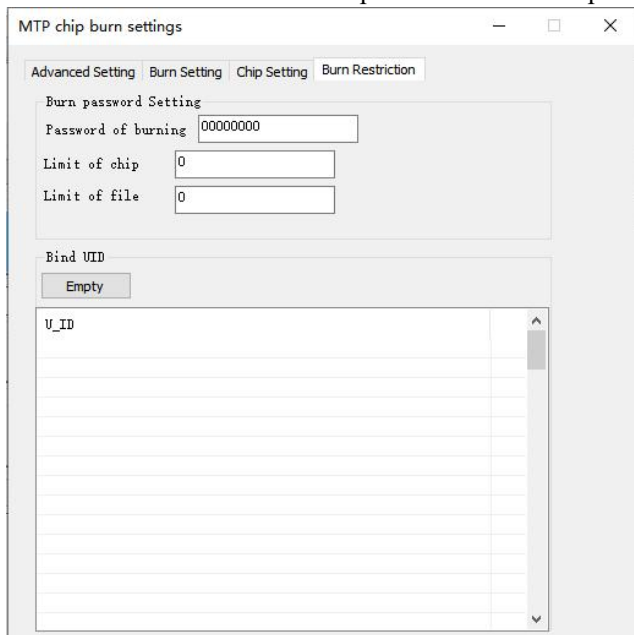 MTP chip burn settings
Advanced Setting Burn Setting Chip Setting Burn Restriction
Burn password Setting
Password of burning 00000000
Limit of chip 0
Limit of file 0
Bind UID
Empty
U_ID